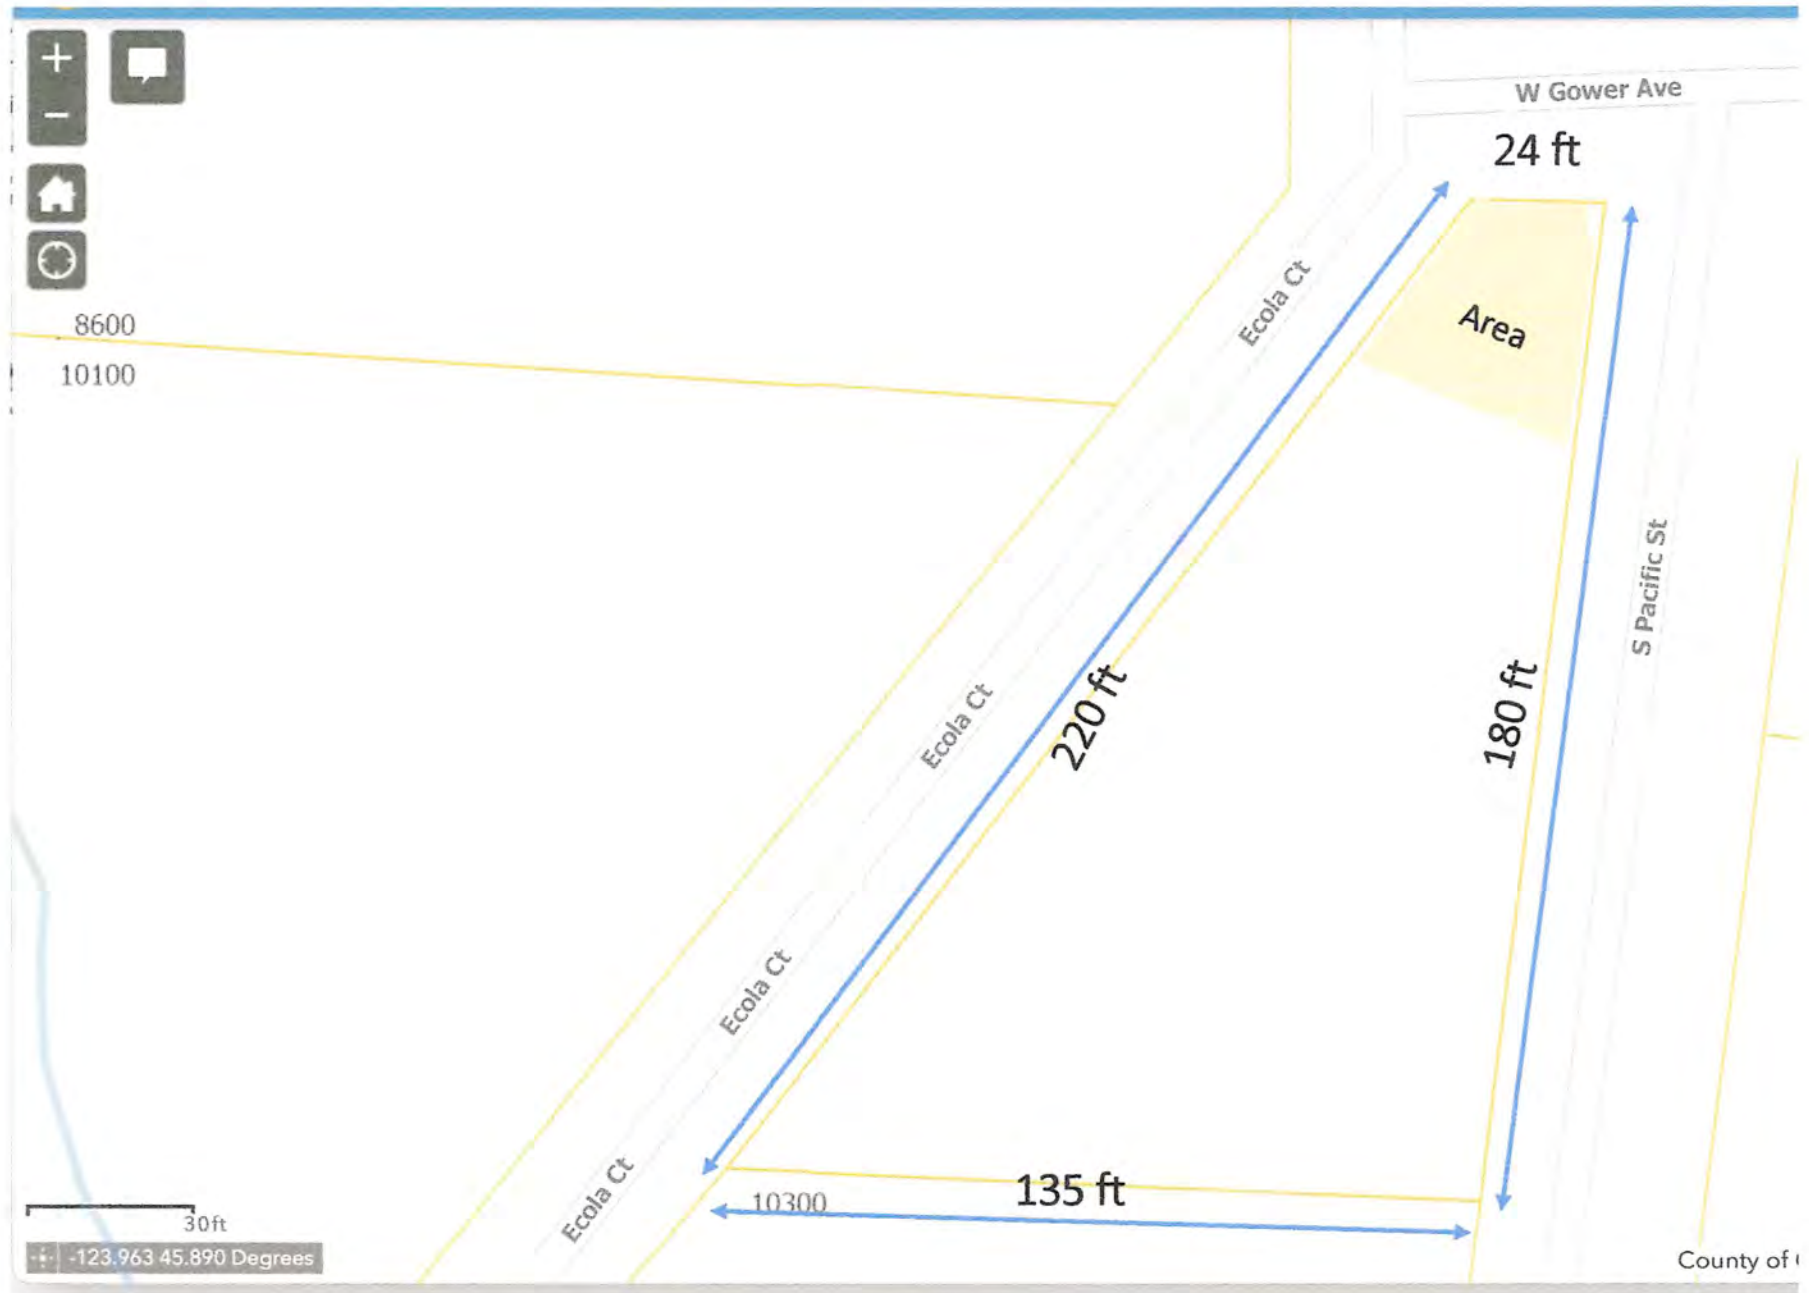 W Gower Ave
24 ft
Ecola Ct
Area
8600
10100
S Pacific St
220 ft
180 ft
Ecola Ct
Ecola Ct
Ecola Ct
135 ft
10300
30ft
-123.963 45.890 Degrees
County of